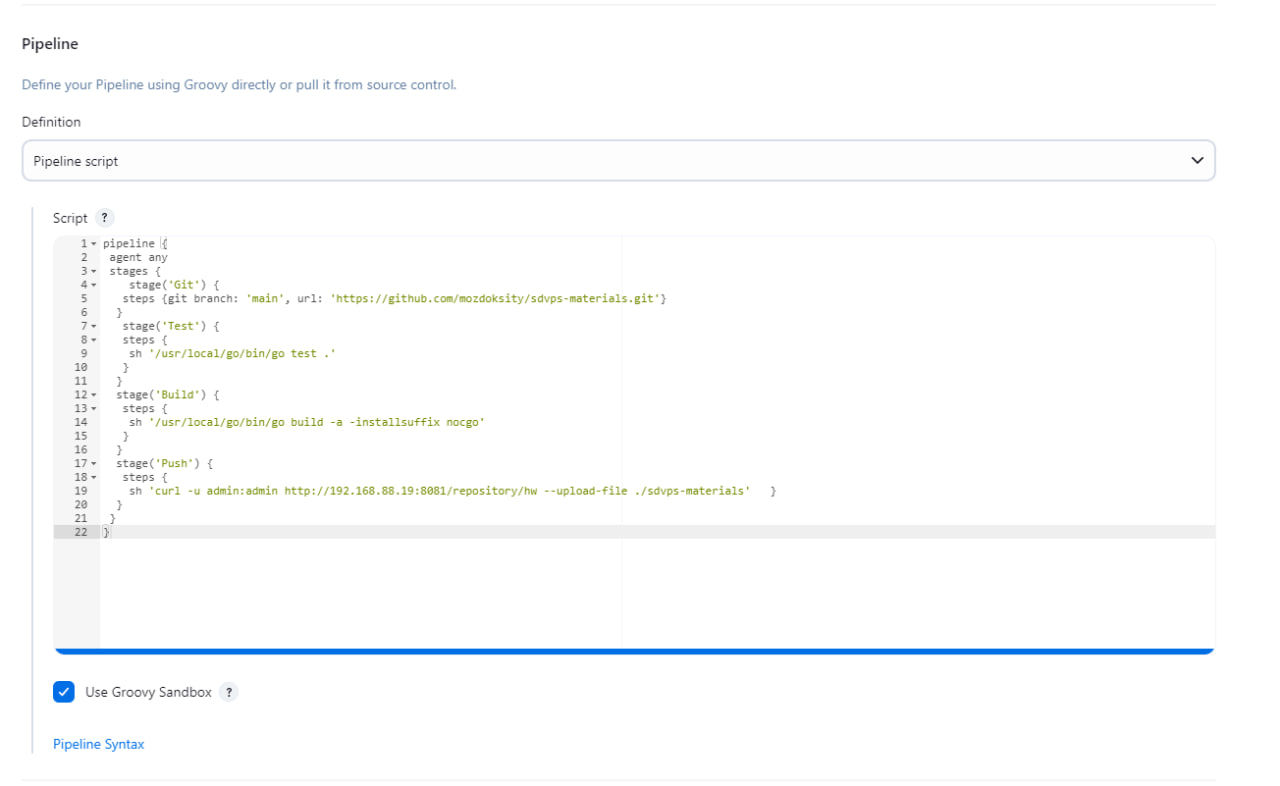 Pipeline
Define your Pipeline using Groovy directly or pull it from source control.
Definition
Pipeline script
Script ?
1 pipeline {
2  agent any
3  stages {
4     stage('Git') {
5    steps {git branch: 'main', url: 'https://github.com/mozdoksity/sdvps-materials.git'}
6   }
7    stage('Test') {
8    steps {
9     sh '/usr/local/go/bin/go test .'
10    }
11   }
12   stage('Build') {
13    steps {
14     sh '/usr/local/go/bin/go build -a -installsuffix nocgo'
15    }
16   }
17   stage('Push') {
18    steps {
19     sh 'curl -u admin:admin http://192.168.88.19:8081/repository/hw --upload-file ./sdvps-materials'   }
20   }
21  }
22 }
Use Groovy Sandbox ?
Pipeline Syntax